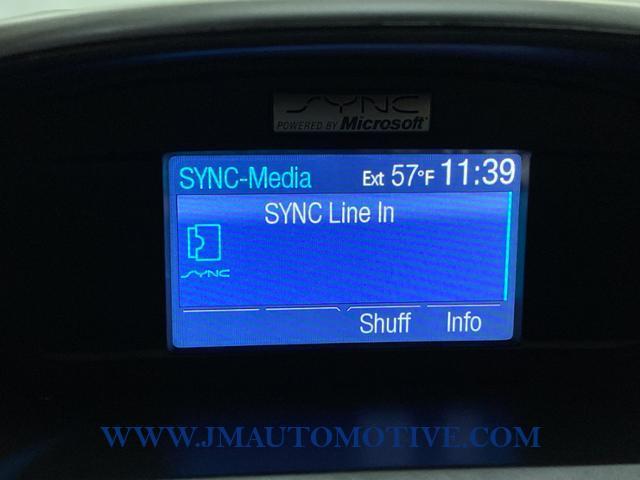 SYNC
POWERED BY Microsoft®
SYNC-Media Ext 57°F 11:39
SYNC Line In
SYNC
Shuff Info
WWW.JMAUTOMOTIVE.COM